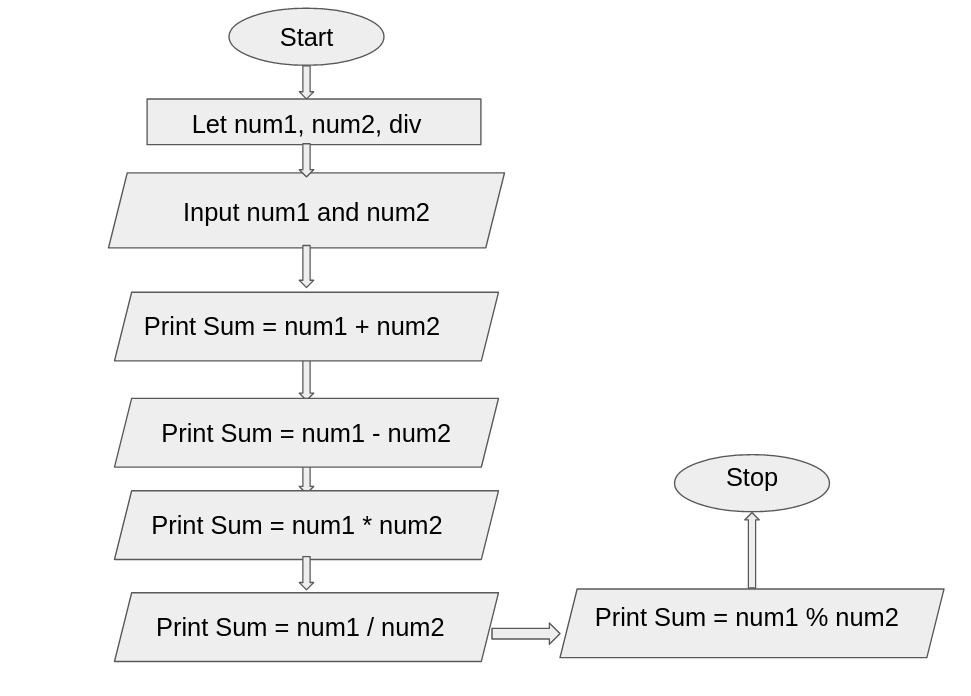 Start
Let num1, num2, div
Input num1 and num2
Print Sum = num1 + num2
Print Sum = num1 - num2
Print Sum = num1 * num2
Print Sum = num1 / num2
Print Sum = num1 % num2
Stop